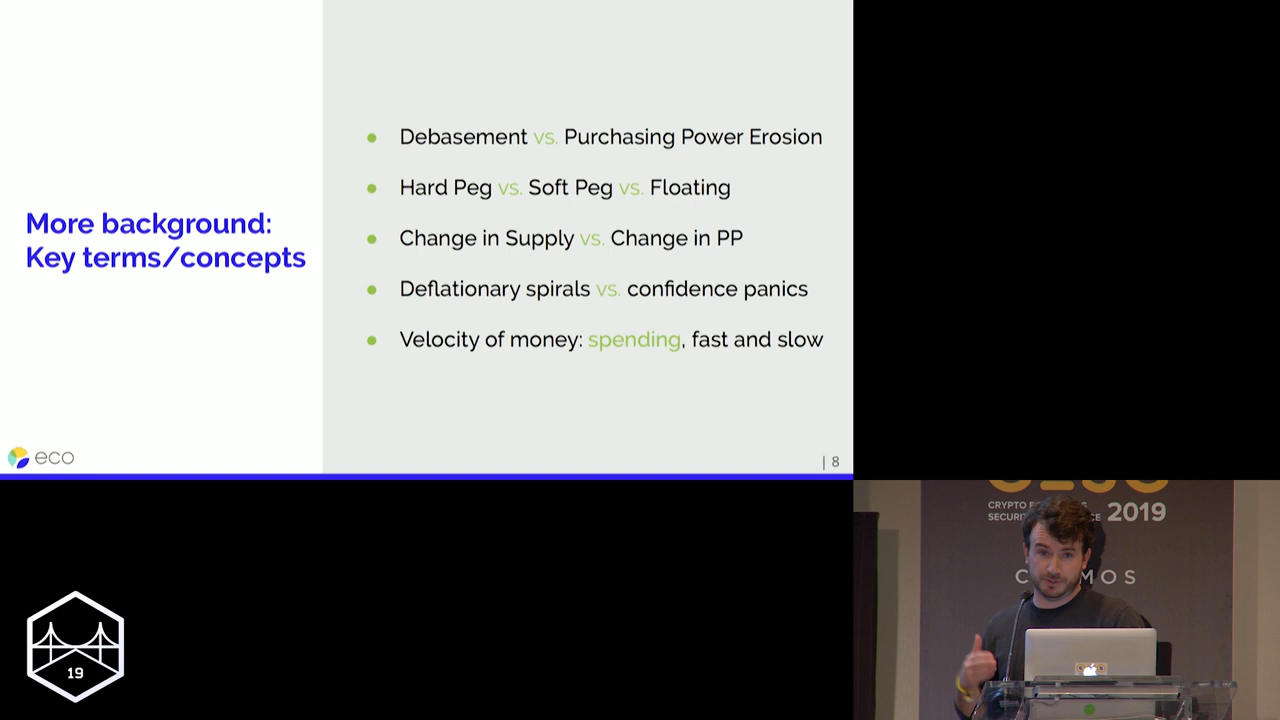 More background:
Key terms/concepts
● Debasement vs. Purchasing Power Erosion
● Hard Peg vs. Soft Peg vs. Floating
● Change in Supply vs. Change in PP
● Deflationary spirals vs. confidence panics
● Velocity of money: spending, fast and slow
eco
| 8
19
CRYPTO
2019